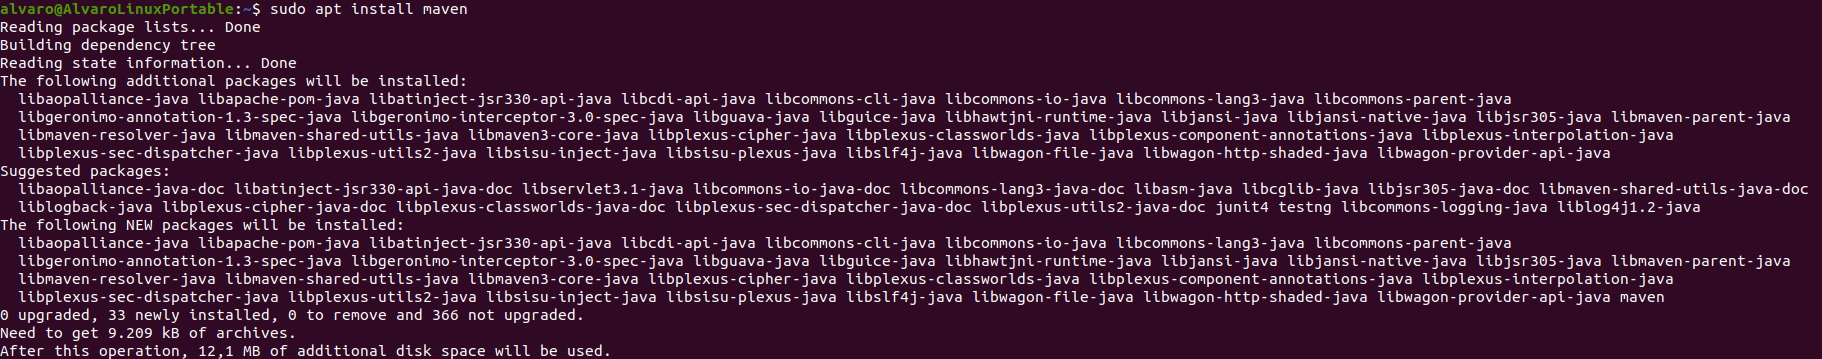 alvaro@AlvaroLinuxPortable:~$ sudo apt install maven
Reading package lists... Done
Building dependency tree
Reading state information... Done
The following additional packages will be installed:
  libaopalliance-java libapache-pom-java libatinject-jsr330-api-java libcdi-api-java libcommons-cli-java libcommons-io-java libcommons-lang3-java libcommons-parent-java
  libgeronimo-annotation-1.3-spec-java libgeronimo-interceptor-3.0-spec-java libguava-java libguice-java libhawtjni-runtime-java libjansi-java libjansi-native-java libjsr305-java libmaven-parent-java
  libmaven-resolver-java libmaven-shared-utils-java libmaven3-core-java libplexus-cipher-java libplexus-classworlds-java libplexus-component-annotations-java libplexus-interpolation-java
  libplexus-sec-dispatcher-java libplexus-utils2-java libsisu-inject-java libsisu-plexus-java libslf4j-java libwagon-file-java libwagon-http-shaded-java libwagon-provider-api-java
Suggested packages:
  libaopalliance-java-doc libatinject-jsr330-api-java-doc libservlet3.1-java libcommons-io-java-doc libcommons-lang3-java-doc libasm-java libcglib-java libjsr305-java-doc libmaven-shared-utils-java-doc
  liblogback-java libplexus-cipher-java-doc libplexus-classworlds-java-doc libplexus-sec-dispatcher-java-doc libplexus-utils2-java-doc junit4 testng libcommons-logging-java liblog4j1.2-java
The following NEW packages will be installed:
  libaopalliance-java libapache-pom-java libatinject-jsr330-api-java libcdi-api-java libcommons-cli-java libcommons-io-java libcommons-lang3-java libcommons-parent-java
  libgeronimo-annotation-1.3-spec-java libgeronimo-interceptor-3.0-spec-java libguava-java libguice-java libhawtjni-runtime-java libjansi-java libjansi-native-java libjsr305-java libmaven-parent-java
  libmaven-resolver-java libmaven-shared-utils-java libmaven3-core-java libplexus-cipher-java libplexus-classworlds-java libplexus-component-annotations-java libplexus-interpolation-java
  libplexus-sec-dispatcher-java libplexus-utils2-java libsisu-inject-java libsisu-plexus-java libslf4j-java libwagon-file-java libwagon-http-shaded-java libwagon-provider-api-java maven
0 upgraded, 33 newly installed, 0 to remove and 366 not upgraded.
Need to get 9.209 kB of archives.
After this operation, 12,1 MB of additional disk space will be used.